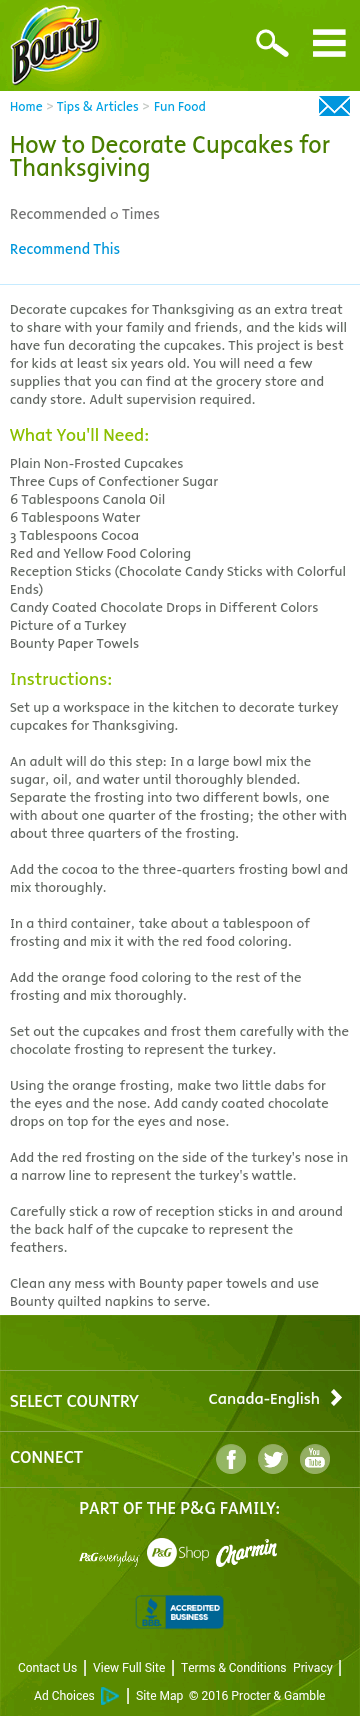 Bounty
Home > Tips & Articles > Fun Food
How to Decorate Cupcakes for
Thanksgiving
Recommended 0 Times
Recommend This
Decorate cupcakes for Thanksgiving as an extra treat
to share with your family and friends, and the kids will
have fun decorating the cupcakes. This project is best
for kids at least six years old. You will need a few
supplies that you can find at the grocery store and
candy store. Adult supervision required.
What You'll Need:
Plain Non-Frosted Cupcakes
Three Cups of Confectioner Sugar
6 Tablespoons Canola Oil
6 Tablespoons Water
3 Tablespoons Cocoa
Red and Yellow Food Coloring
Reception Sticks (Chocolate Candy Sticks with Colorful
Ends)
Candy Coated Chocolate Drops in Different Colors
Picture of a Turkey
Bounty Paper Towels
Instructions:
Set up a workspace in the kitchen to decorate turkey
cupcakes for Thanksgiving.
An adult will do this step: In a large bowl mix the
sugar, oil, and water until thoroughly blended.
Separate the frosting into two different bowls, one
with about one quarter of the frosting; the other with
about three quarters of the frosting.
Add the cocoa to the three-quarters frosting bowl and
mix thoroughly.
In a third container, take about a tablespoon of
frosting and mix it with the red food coloring.
Add the orange food coloring to the rest of the
frosting and mix thoroughly.
Set out the cupcakes and frost them carefully with the
chocolate frosting to represent the turkey.
Using the orange frosting, make two little dabs for
the eyes and the nose. Add candy coated chocolate
drops on top for the eyes and nose.
Add the red frosting on the side of the turkey's nose in
a narrow line to represent the turkey's wattle.
Carefully stick a row of reception sticks in and around
the back half of the cupcake to represent the
feathers.
Clean any mess with Bounty paper towels and use
Bounty quilted napkins to serve.
SELECT COUNTRY Canada-English
CONNECT f You Tube
PART OF THE P&G FAMILY:
P&G everyday P&G Shop Charmin
BBB ACCREDITED
BUSINESS
Contact Us | View Full Site | Terms & Conditions Privacy |
Ad Choices | Site Map © 2016 Procter & Gamble